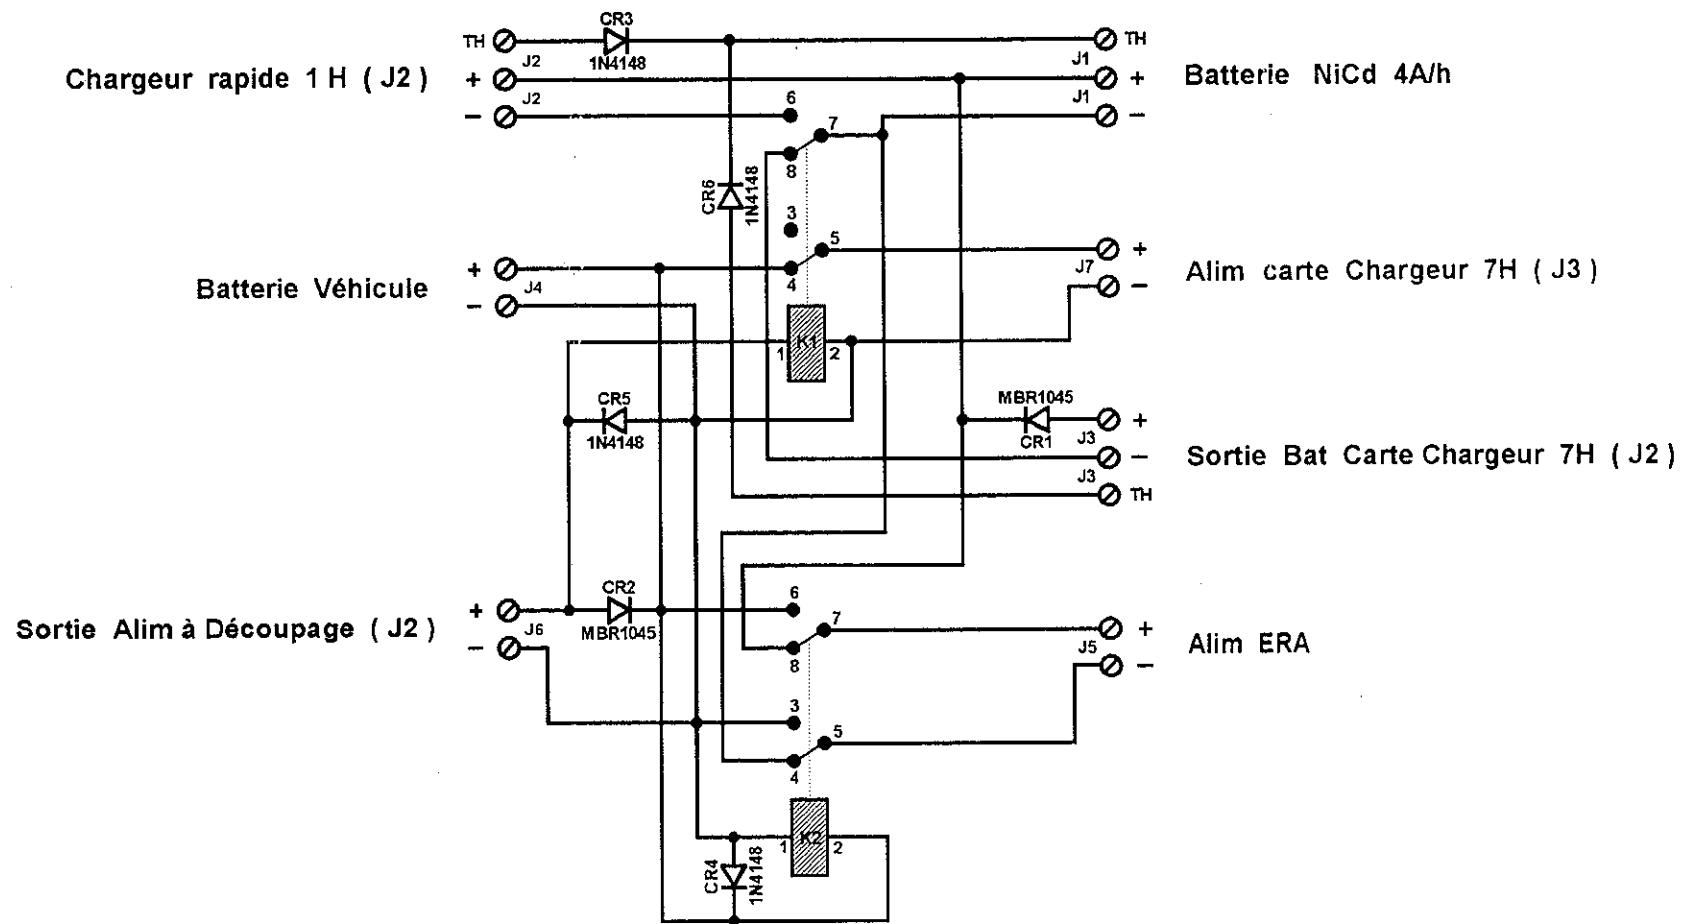 CR3
TH
J2
1N4148
TH
J1
Chargeur rapide 1 H ( J2 )
+
J2
+
J1
Batterie NiCd 4A/h
−
6
−
7
8
CR6
1N4148
3
5
Batterie Véhicule
+
J4
−
4
+
J7
−
Alim carte Chargeur 7H ( J3 )
1
K1
2
CR5
1N4148
MBR1045
CR1
+
J3
−
J3
TH
Sortie Bat Carte Chargeur 7H ( J2 )
CR2
MBR1045
Sortie Alim à Découpage ( J2 )
+
J6
−
6
7
8
+
J5
−
Alim ERA
3
5
4
1
K2
2
CR4
1N4148